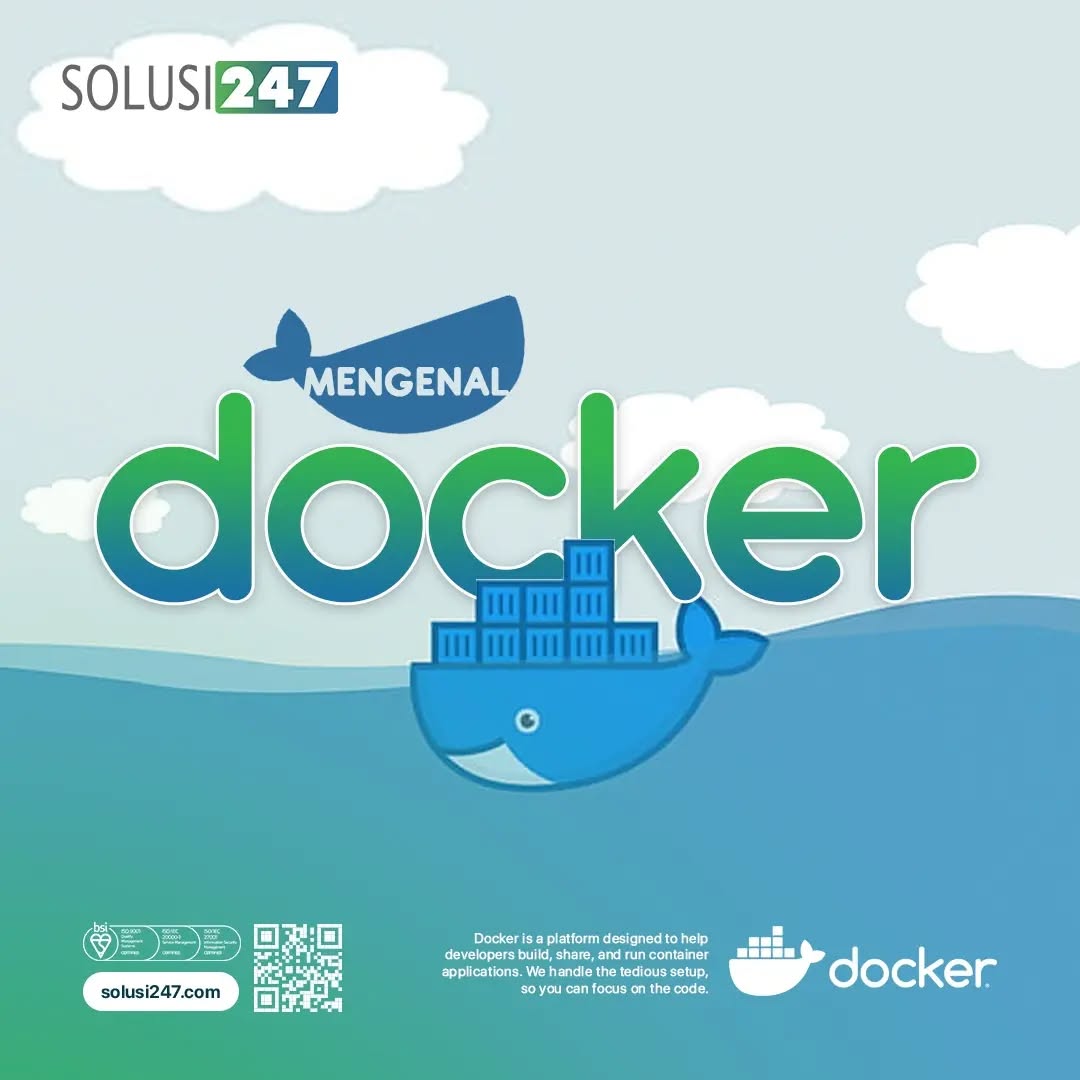 SOLUSI247
MENGENAL
docker
bsi
ISO 9001
Quality
Management
Systems
CERTIFIED
ISO/IEC
20000-1
Service Management
CERTIFIED
ISO/IEC
27001
Information Security
Management
CERTIFIED
solusi247.com
Docker is a platform designed to help
developers build, share, and run container
applications. We handle the tedious setup,
so you can focus on the code.
docker